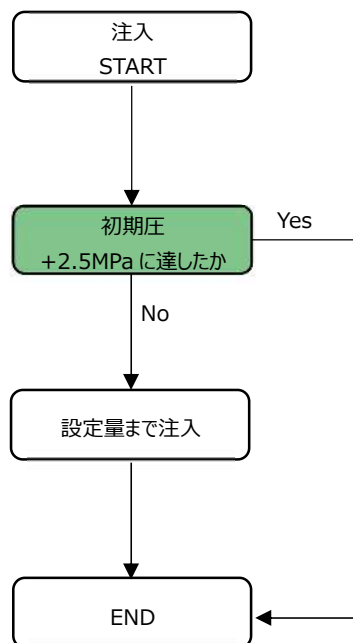 注入
START
初期圧
+2.5MPa に達したか
Yes
No
設定量まで注入
END